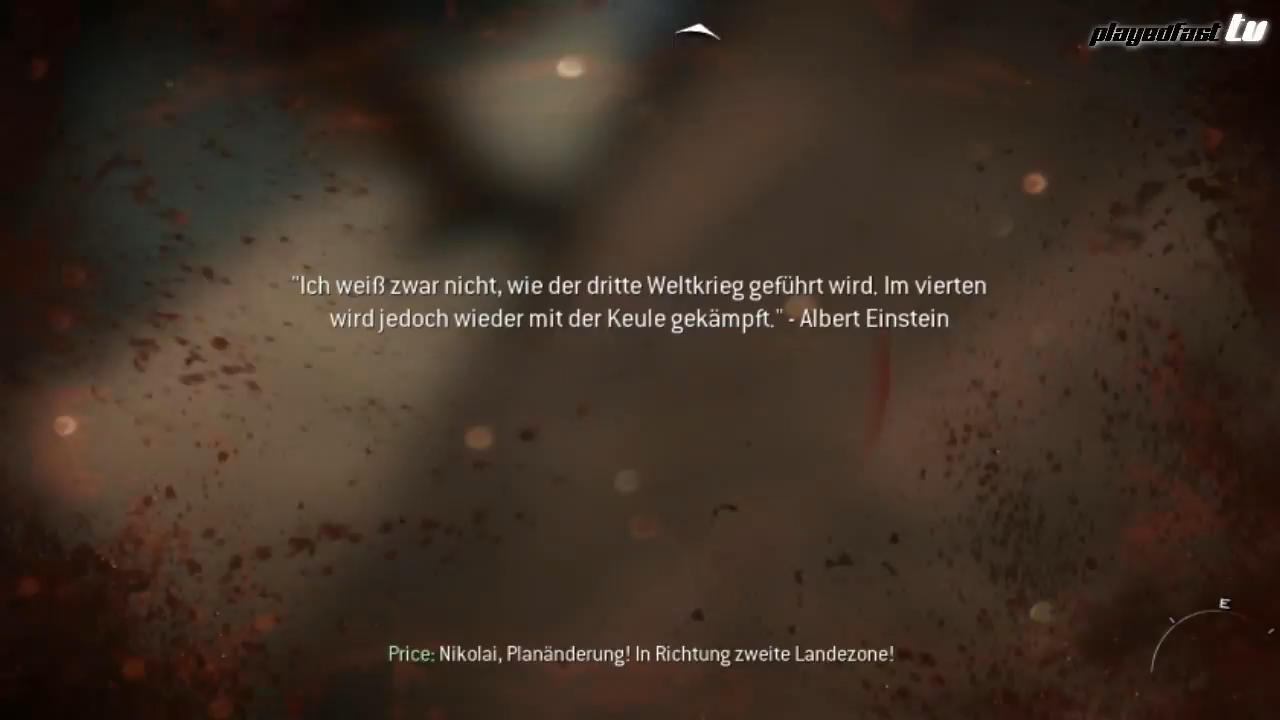 playedfast tv
"Ich weiß zwar nicht, wie der dritte Weltkrieg geführt wird. Im vierten
wird jedoch wieder mit der Keule gekämpft." - Albert Einstein
Price: Nikolai, Planänderung! In Richtung zweite Landezone!
E